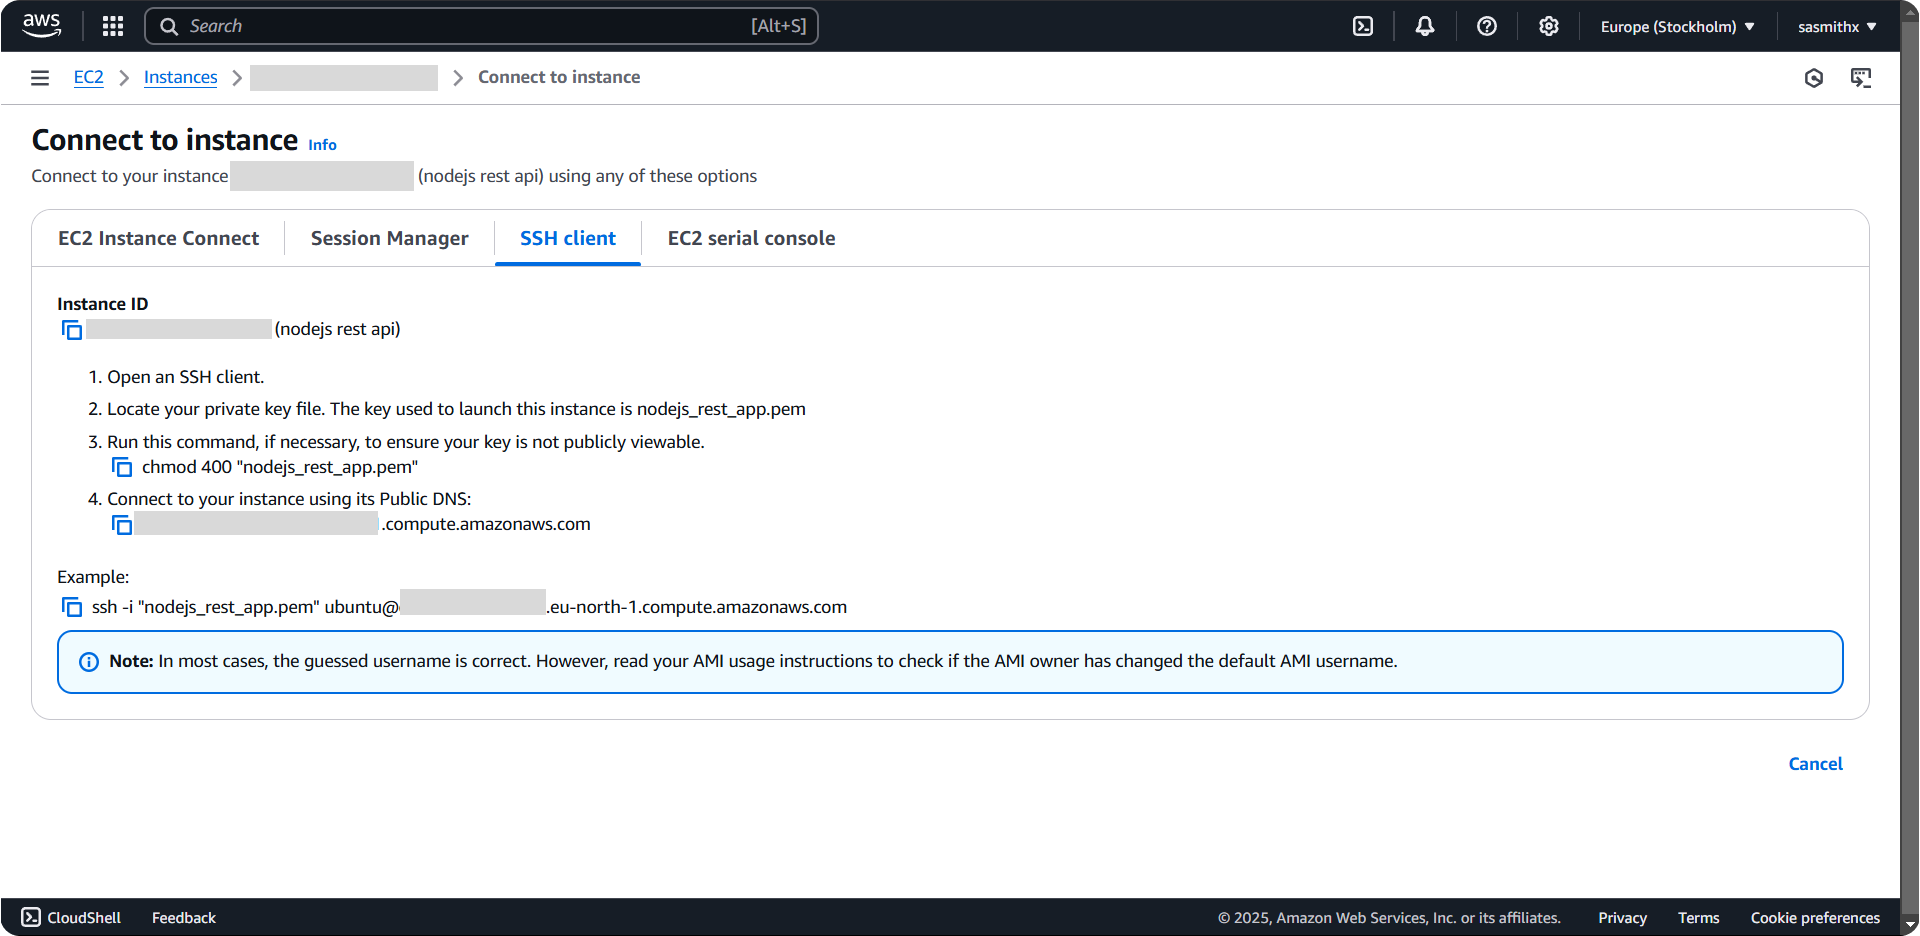 aws
Search [Alt+S]
Europe (Stockholm)
sasmithx
EC2 Instances Connect to instance
Connect to instance Info
Connect to your instance (nodejs rest api) using any of these options
EC2 Instance Connect Session Manager SSH client EC2 serial console
Instance ID
(nodejs rest api)
1. Open an SSH client.
2. Locate your private key file. The key used to launch this instance is nodejs_rest_app.pem
3. Run this command, if necessary, to ensure your key is not publicly viewable.
chmod 400 "nodejs_rest_app.pem"
4. Connect to your instance using its Public DNS:
.compute.amazonaws.com
Example:
ssh -i "nodejs_rest_app.pem" ubuntu@ .eu-north-1.compute.amazonaws.com
Note: In most cases, the guessed username is correct. However, read your AMI usage instructions to check if the AMI owner has changed the default AMI username.
Cancel
CloudShell Feedback © 2025, Amazon Web Services, Inc. or its affiliates. Privacy Terms Cookie preferences